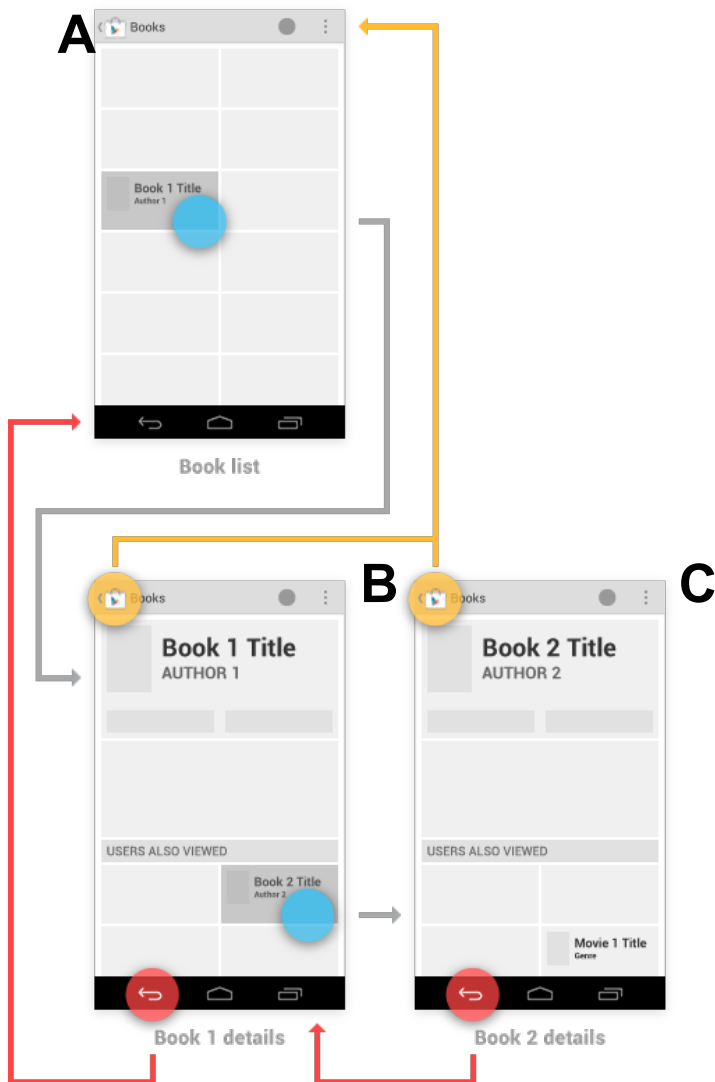 A
Books
Book 1 Title
Author 1
Book list
B
Books
Book 1 Title
AUTHOR 1
USERS ALSO VIEWED
Book 2 Title
Author 2
Book 1 details
C
Books
Book 2 Title
AUTHOR 2
USERS ALSO VIEWED
Movie 1 Title
Genre
Book 2 details